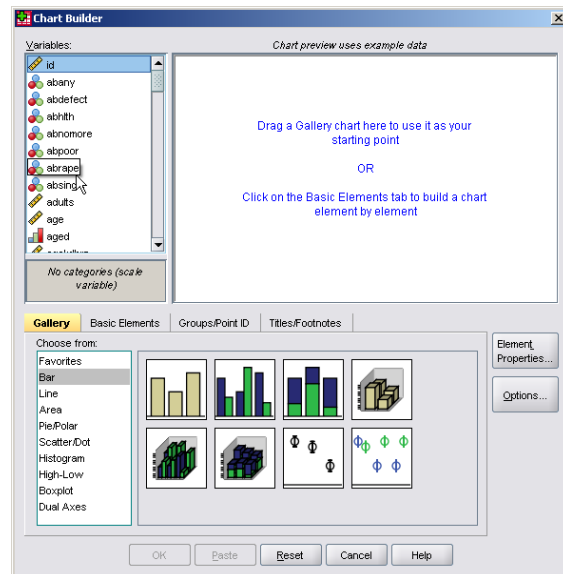 Chart Builder
Variables:
Chart preview uses example data
id
abany
abdefect
abhlth
abnomore
abpoor
abrape
absing
adults
age
aged
No categories (scale
variable)
Drag a Gallery chart here to use it as your
starting point
OR
Click on the Basic Elements tab to build a chart
element by element
Gallery
Basic Elements
Groups/Point ID
Titles/Footnotes
Choose from:
Favorites
Bar
Line
Area
Pie/Polar
Scatter/Dot
Histogram
High-Low
Boxplot
Dual Axes
Element
Properties...
Options...
OK
Paste
Reset
Cancel
Help